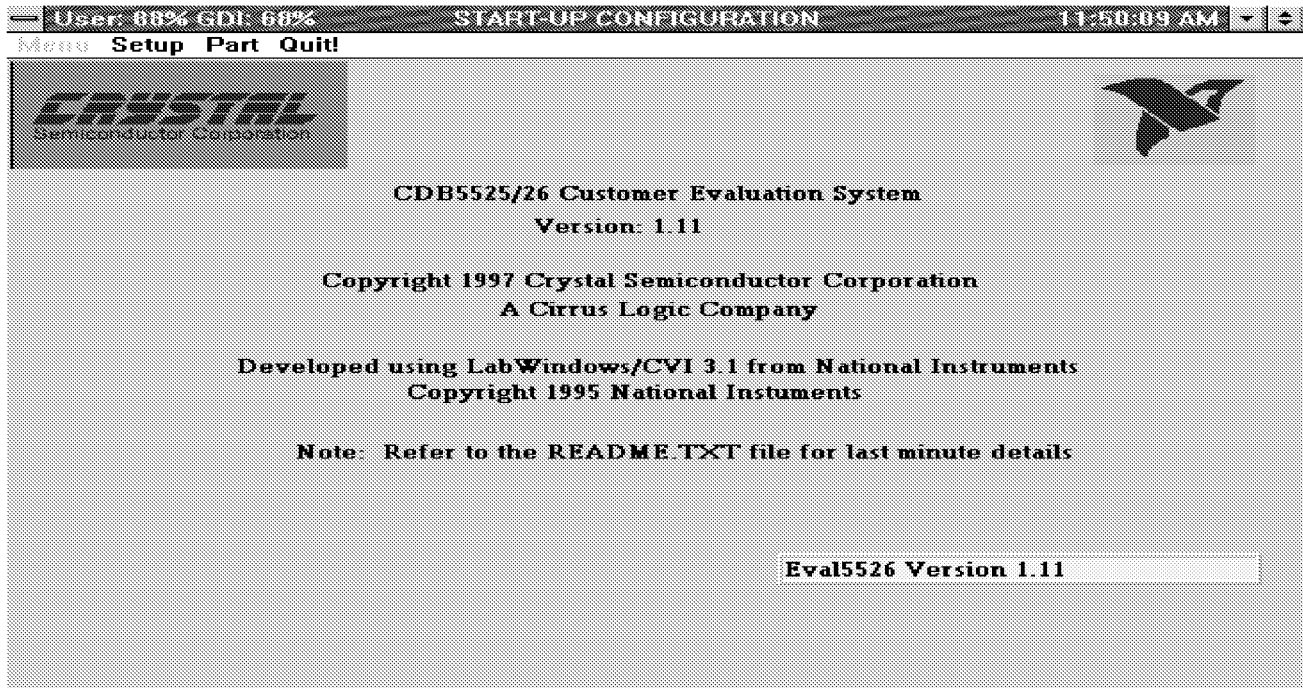 User: 88% GDI: 68% START-UP CONFIGURATION 11:50:09 AM
Menu Setup Part Quit!
CRYSTAL
Semiconductor Corporation
CDB5525/26 Customer Evaluation System
Version: 1.11
Copyright 1997 Crystal Semiconductor Corporation
A Cirrus Logic Company
Developed using LabWindows/CVI 3.1 from National Instruments
Copyright 1995 National Instuments
Note: Refer to the README.TXT file for last minute details
Eval5526 Version 1.11